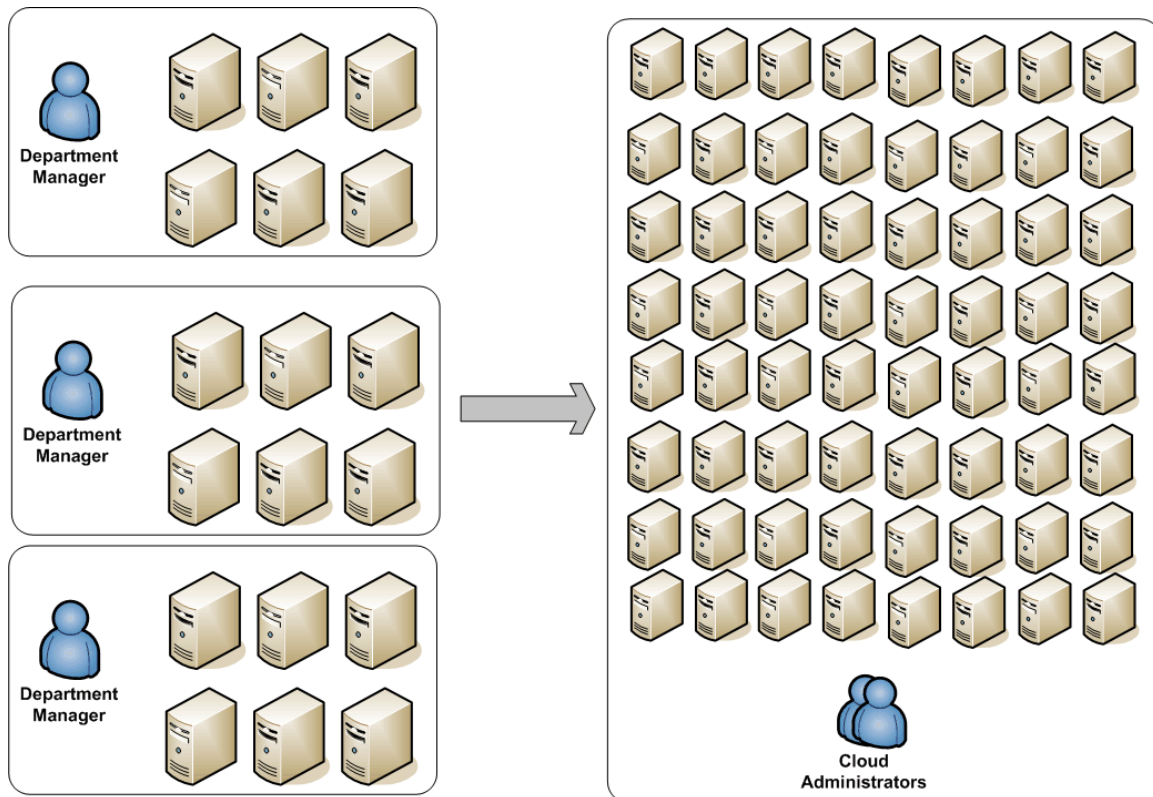 Department
Manager
Department
Manager
Department
Manager
Cloud
Administrators